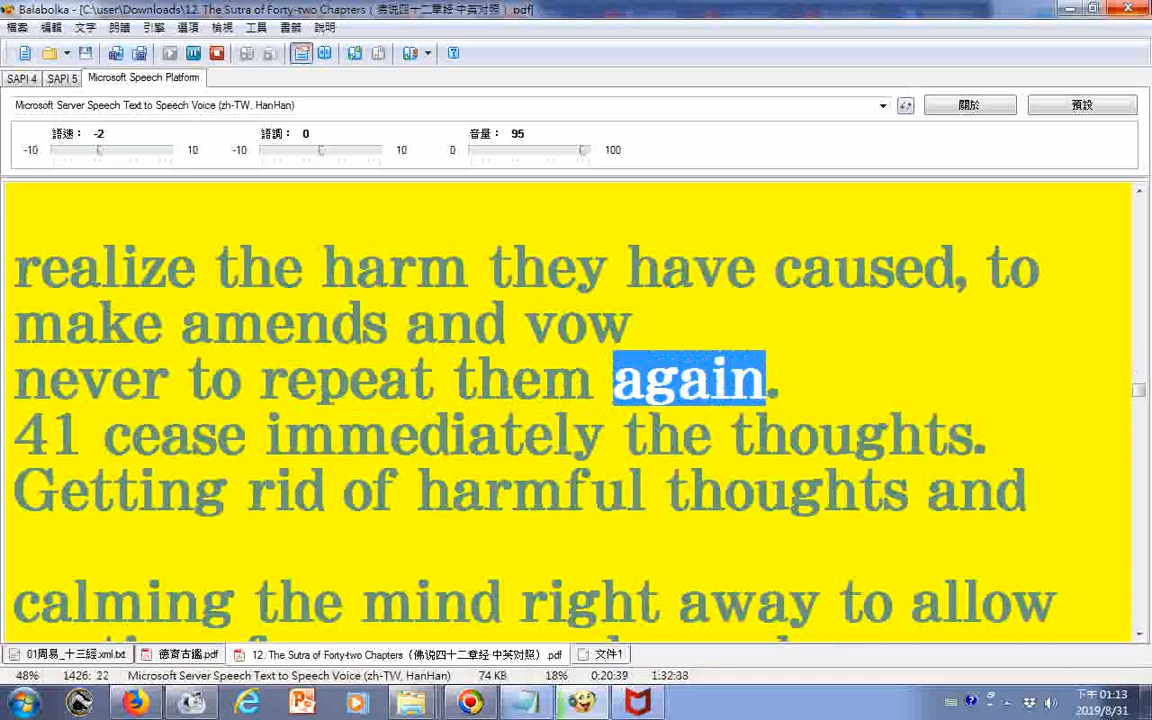 Balabolka - [C:\user\Downloads\12. The Sutra of Forty-two Chapters（佛说四十二章经 中英对照）.pdf]
檔案 編輯 文字 朗讀 引擎 選項 檢視 工具 書籤 說明
SAPI 4 SAPI 5 Microsoft Speech Platform
Microsoft Server Speech Text to Speech Voice (zh-TW, HanHan) 關於 預設
語速： -2 語調： 0 音量： 95
-10 10 -10 10 0 100
realize the harm they have caused, to
make amends and vow
never to repeat them again.
41 cease immediately the thoughts.
Getting rid of harmful thoughts and
calming the mind right away to allow
01周易_十三經.xml.txt 德育古鑑.pdf 12. The Sutra of Forty-two Chapters（佛说四十二章经 中英对照）.pdf 文件1
48% 1426: 22 Microsoft Server Speech Text to Speech Voice (zh-TW, HanHan) 74 KB 18% 0:20:39 1:32:38
下午 01:13
2019/8/31